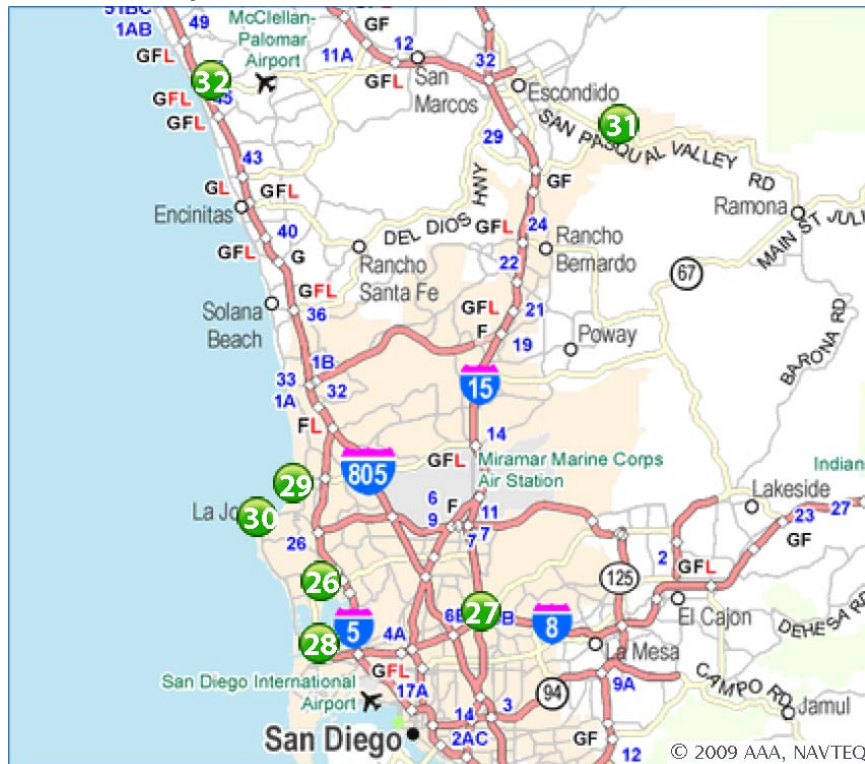 51BC
49
1AB
McClellan-
Palomar
Airport
GF
11A
12
GFL
GFL
San
Marcos
32
Escondido
32
45
GFL
GFL
31
SAN PASQUAL VALLEY
RD
29
43
GF
GL
GFL
Encinitas
DEL DIOS HWY
GFL
24
Ramona
MAIN ST JULI
40
GFL
G
Rancho
Santa Fe
Rancho
Bernardo
22
67
GFL
Solana
Beach
36
GFL
21
F
19
Poway
BARONA RD
1B
33
32
1A
15
FL
14
GFL
Miramar Marine Corps
Air Station
Indian
805
29
La Jo
30
6
F
9
11
7
7
Lakeside
23
27
GF
26
2
GFL
125
26
El Cajon
DEHESA RD
27
6B
B
8
5
28
4A
La Mesa
GFL
San Diego International
Airport
17A
9A
CAMPO RD
94
3
14
Jamul
San Diego
2AC
GF
12
© 2009 AAA, NAVTEQ